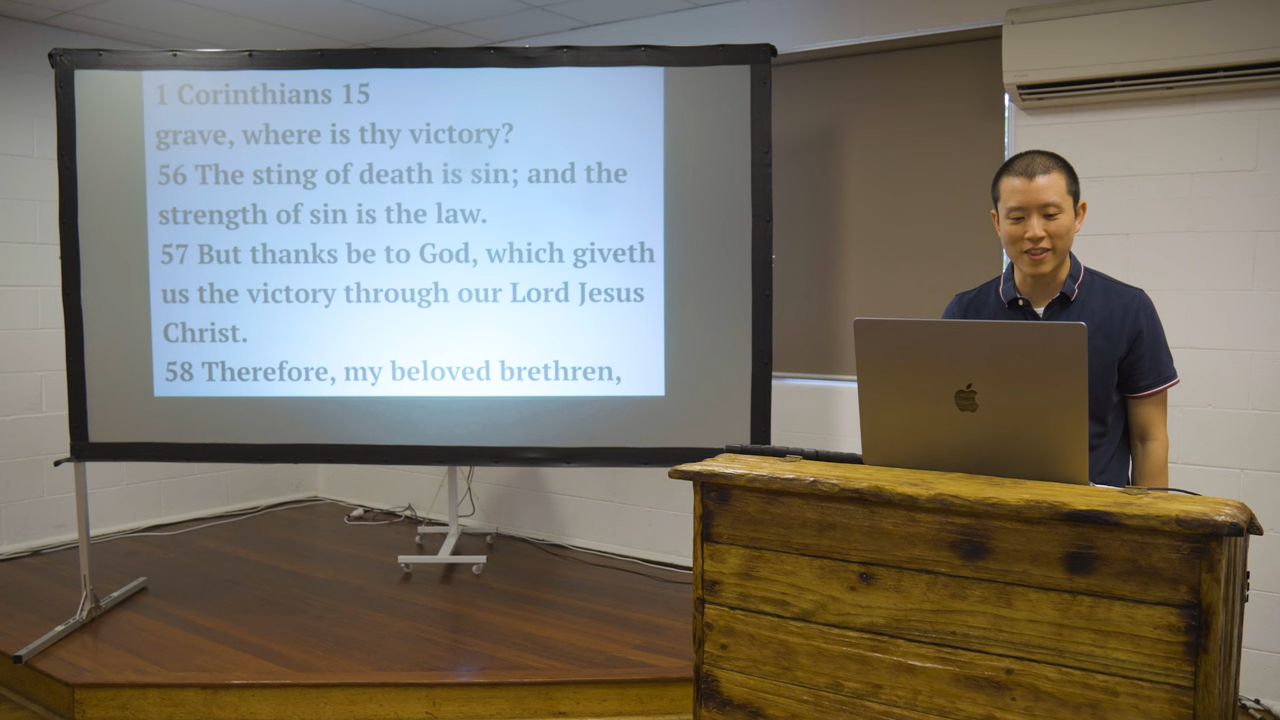 1 Corinthians 15
grave, where is thy victory?
56 The sting of death is sin; and the
strength of sin is the law.
57 But thanks be to God, which giveth
us the victory through our Lord Jesus
Christ.
58 Therefore, my beloved brethren,